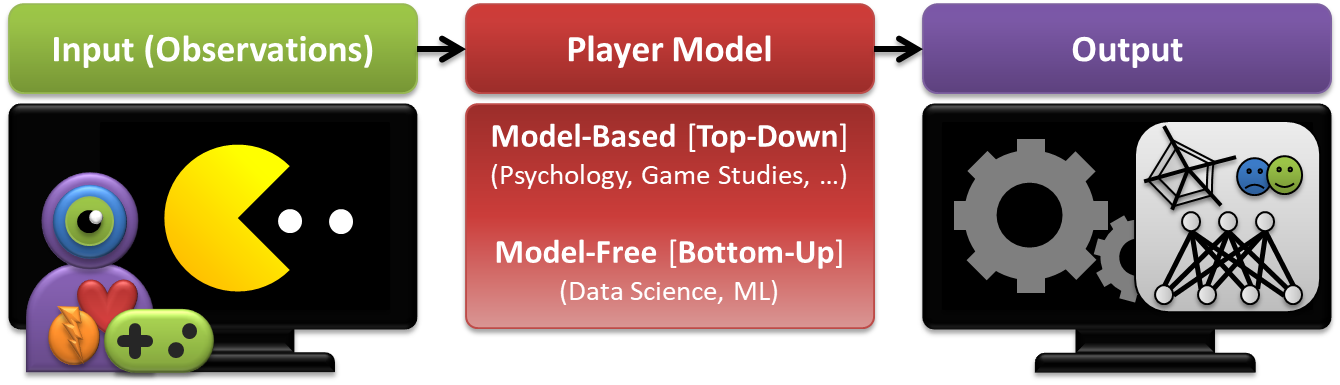 Input (Observations)
Player Model
Output
Model-Based [Top-Down]
(Psychology, Game Studies, ...)
Model-Free [Bottom-Up]
(Data Science, ML)